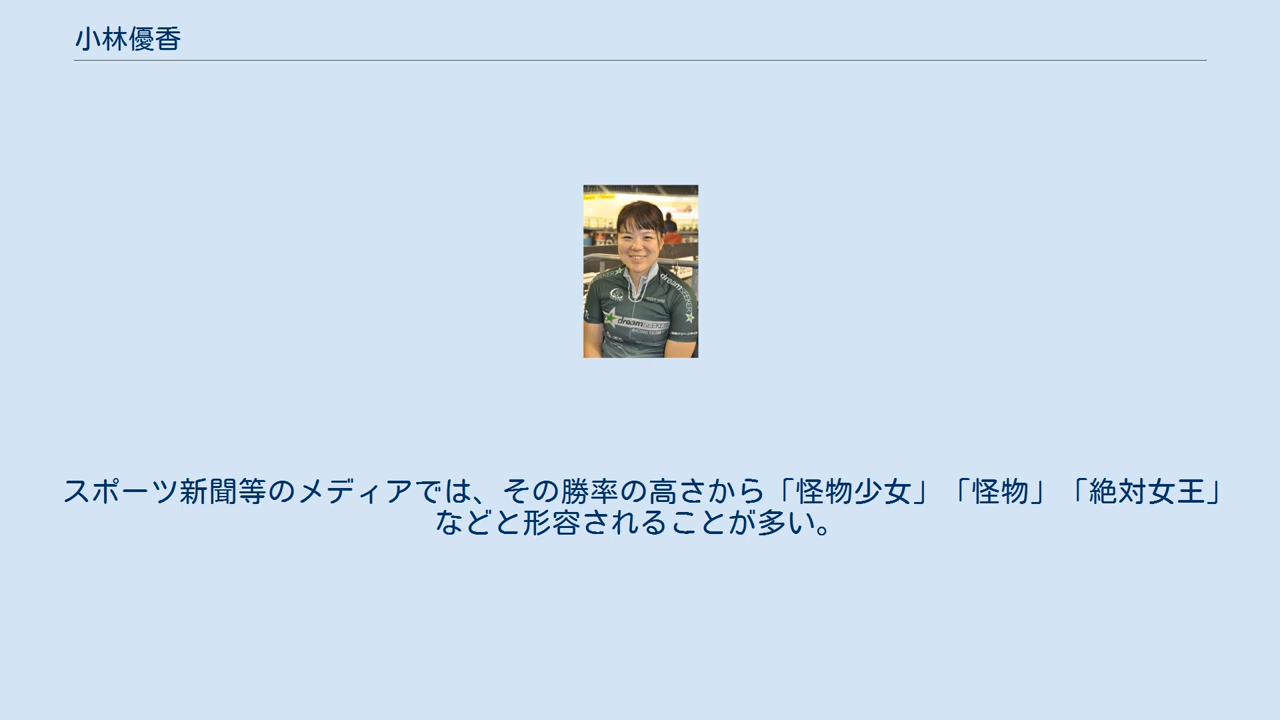 小林優香
dreamSEEKER
dreamSEEKER
スポーツ新聞等のメディアでは、その勝率の高さから「怪物少女」「怪物」「絶対女王」
などと形容されることが多い。